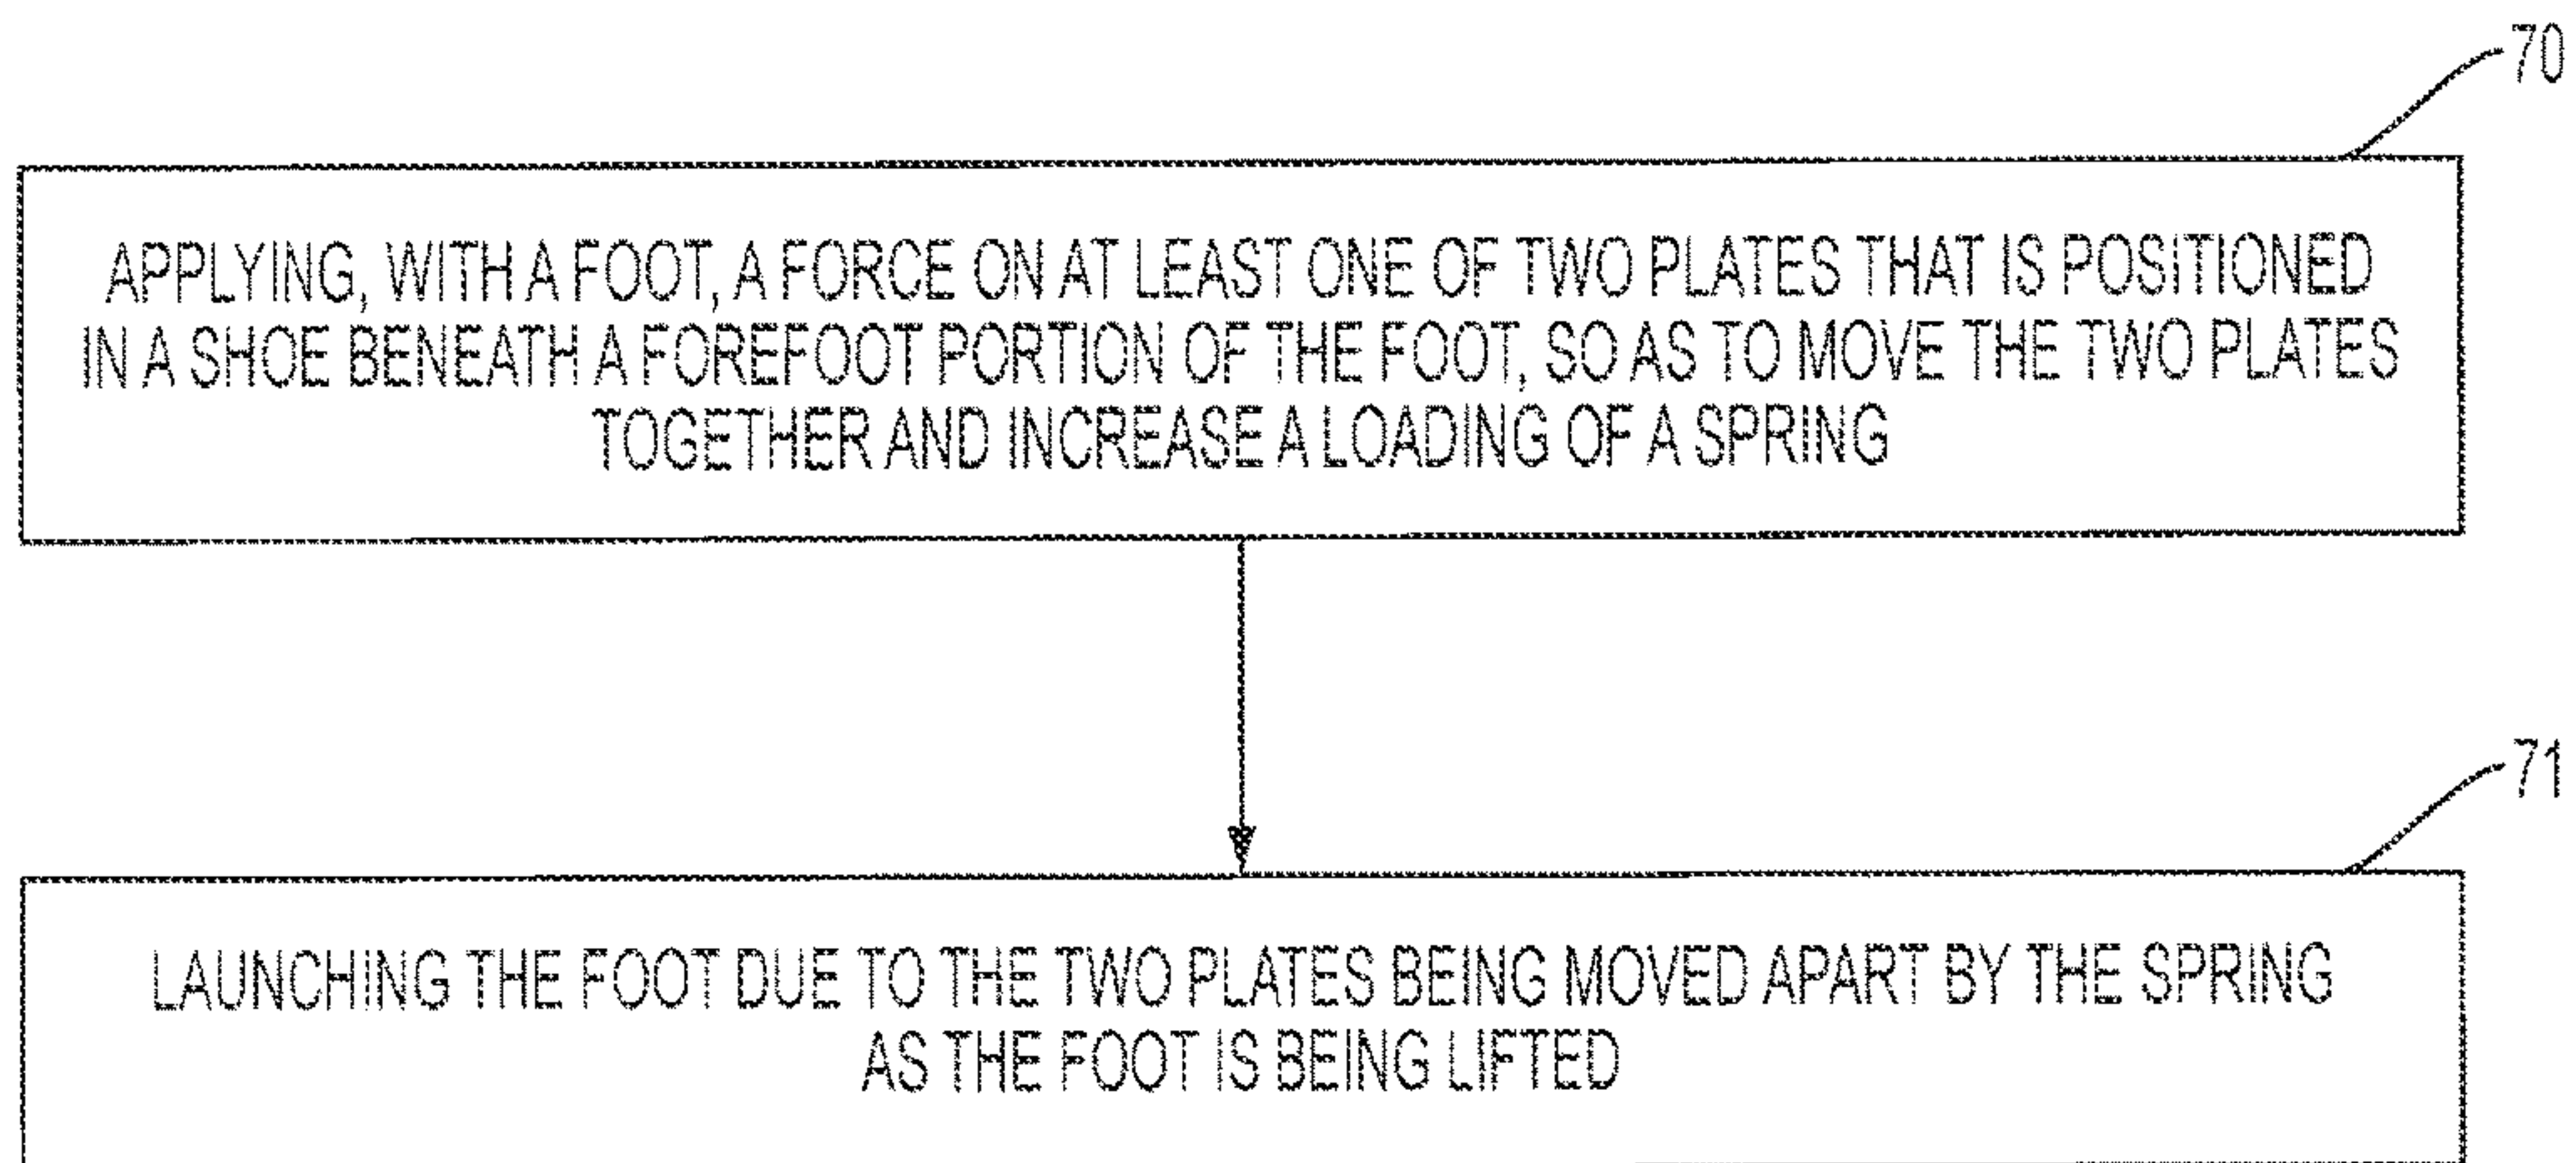 70
APPLYING, WITH A FOOT, A FORCE ON AT LEAST ONE OF TWO PLATES THAT IS POSITIONED
IN A SHOE BENEATH A FOREFOOT PORTION OF THE FOOT, SO AS TO MOVE THE TWO PLATES
TOGETHER AND INCREASE A LOADING OF A SPRING
71
LAUNCHING THE FOOT DUE TO THE TWO PLATES BEING MOVED APART BY THE SPRING
AS THE FOOT IS BEING LIFTED